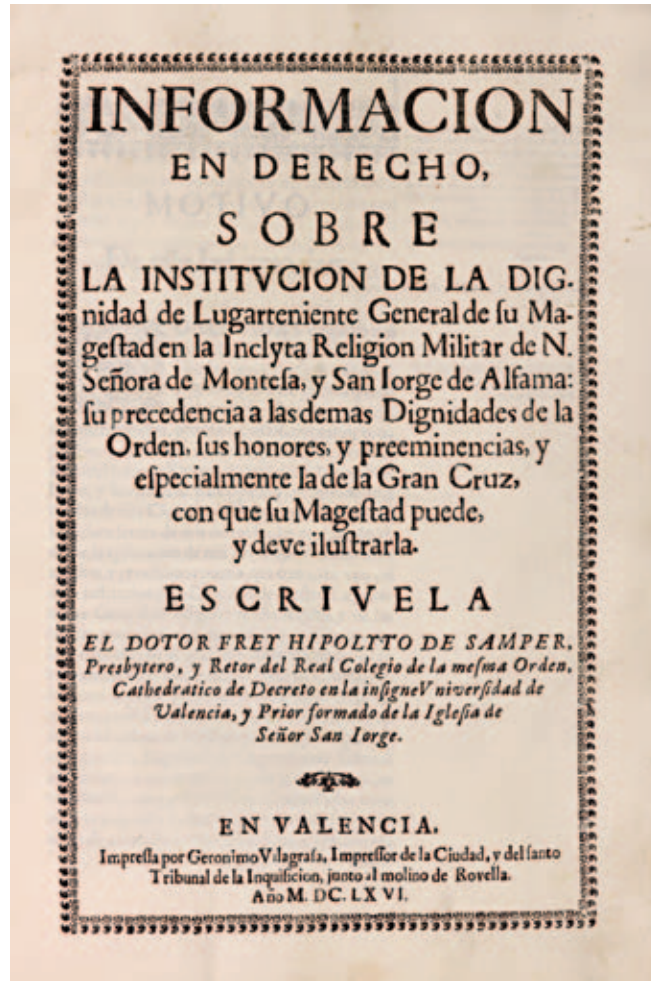 INFORMACION
EN DERECHO,
SOBRE
LA INSTITVCION DE LA DIG-
nidad de Lugarteniente General de ſu Ma-
geſtad en la Inclyta Religion Militar de N.
Señora de Monteſa, y San Iorge de Alfama:
ſu precedencia a las demas Dignidades de la
Orden, ſus honores, y preeminencias, y
eſpecialmente la de la Gran Cruz,
con que ſu Mageſtad puede,
y deve iluſtrarla.
ESCRIVELA
EL DOTOR FREY HIPOLYTO DE SAMPER,
Presbytero, y Retor del Real Colegio de la meſma Orden,
Cathedratico de Decreto en la inſigne Vniverſidad de
Valencia, y Prior formado de la Igleſia de
Señor San Iorge.
EN VALENCIA.
Impreſſa por Geronimo Vilagraſa, Impreſſor de la Ciudad, y del ſanto
Tribunal de la Inquiſicion, junto al molino de Rovella.
Año M. DC. LXVI.